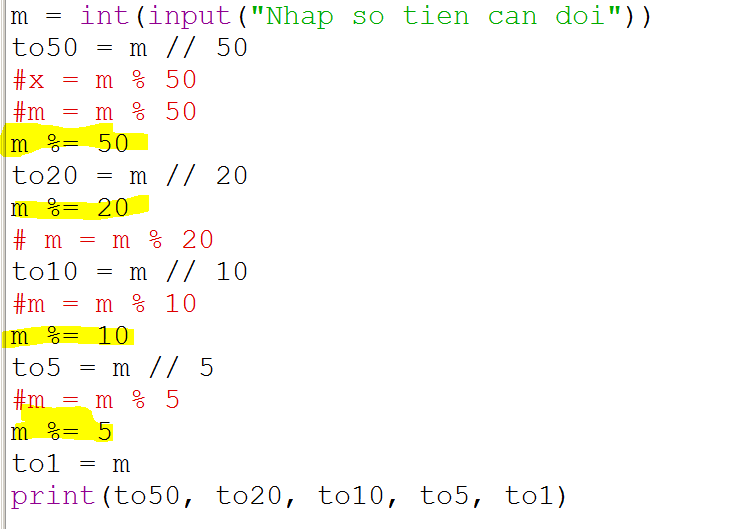 m = int(input("Nhap so tien can doi"))
to50 = m // 50
#x = m % 50
#m = m % 50
m %= 50
to20 = m // 20
m %= 20
# m = m % 20
to10 = m // 10
#m = m % 10
m %= 10
to5 = m // 5
#m = m % 5
m %= 5
to1 = m
print(to50, to20, to10, to5, to1)